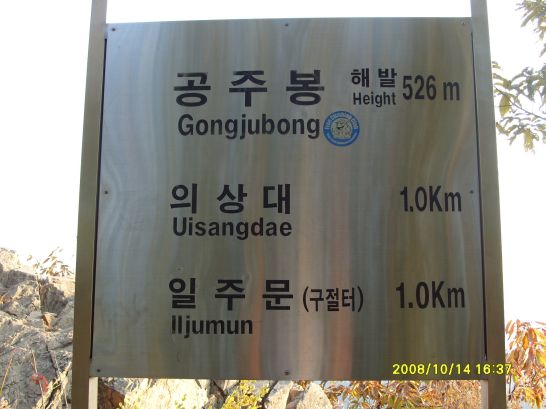 공주봉 해발 526 m
Gongjubong Height
의상대 1.0Km
Uisangdae
일주문 (구절터) 1.0Km
Iljumun
2008/10/14 16:37